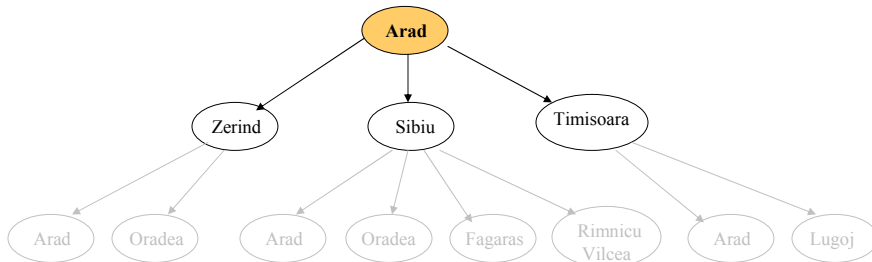 Arad
Zerind
Sibiu
Timisoara
Arad
Oradea
Arad
Oradea
Fagaras
Rimnicu
Vilcea
Arad
Lugoj